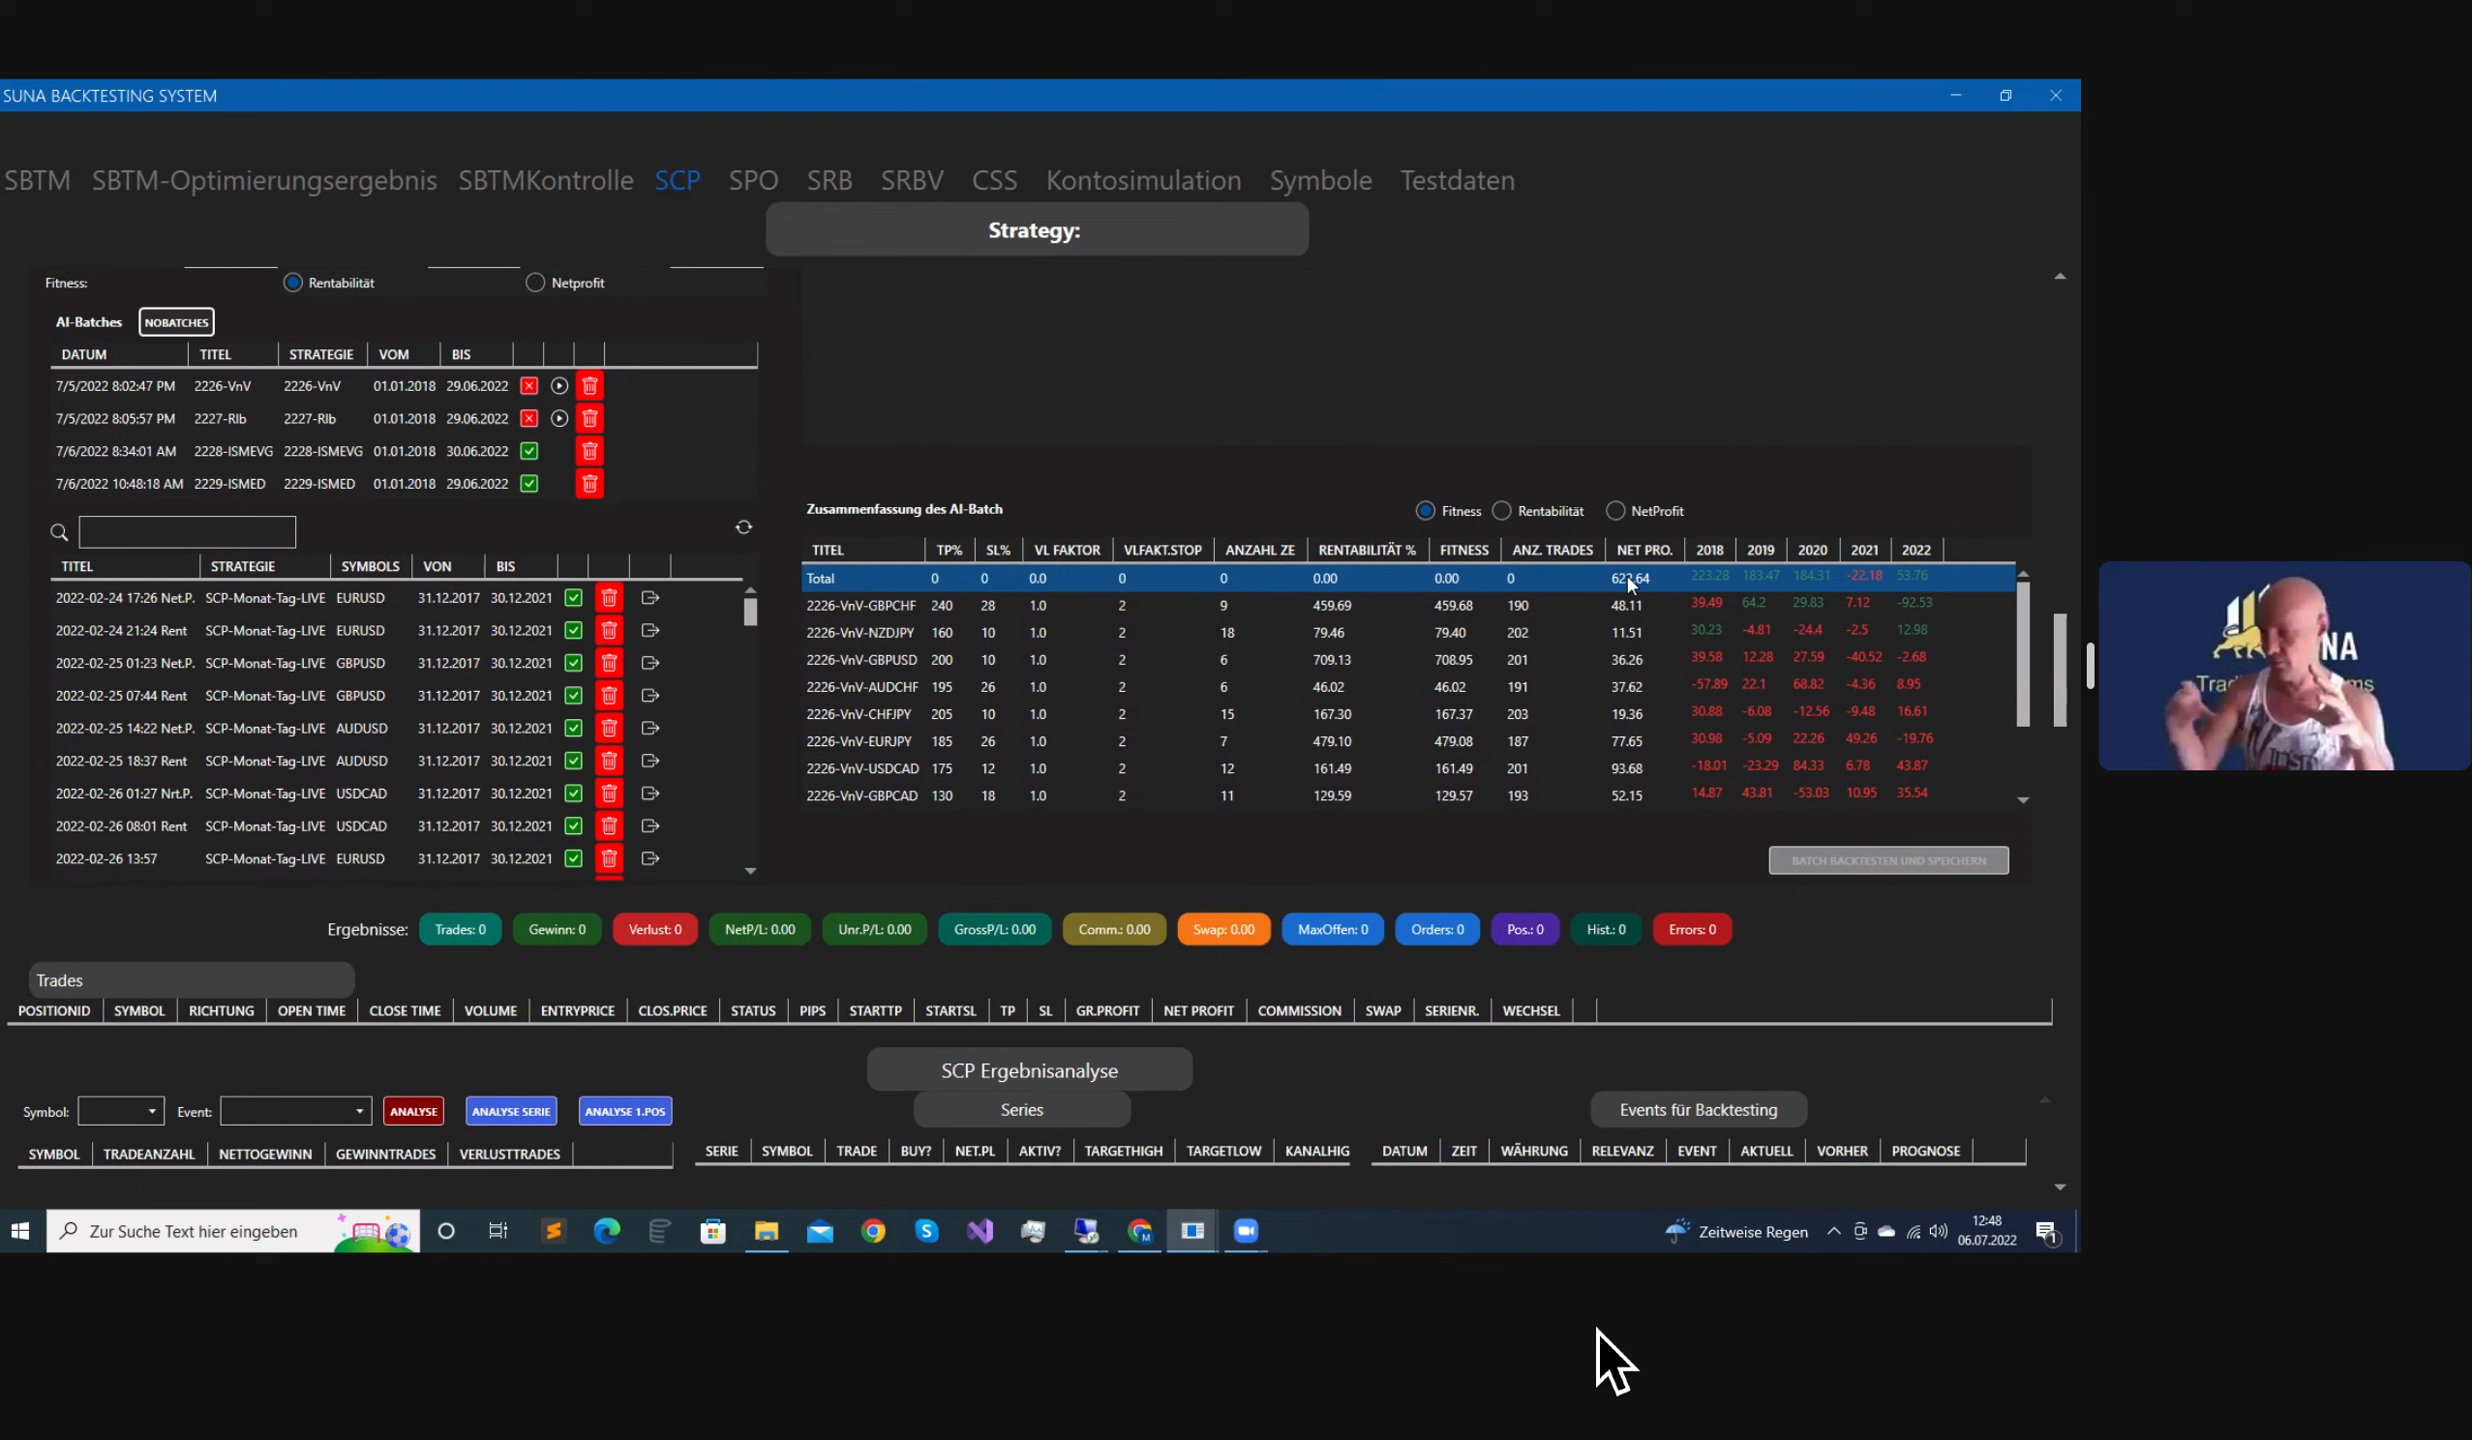 SUNA BACKTESTING SYSTEM
SBTM SBTM-Optimierungsergebnis SBTMKontrolle SCP SPO SRB SRBV CSS Kontosimulation Symbole Testdaten
Strategy:
Fitness: Rentabilität Netprofit
AI-Batches NOBATCHES
DATUM TITEL STRATEGIE VOM BIS
7/5/2022 8:02:47 PM 2226-VnV 2226-VnV 01.01.2018 29.06.2022
7/5/2022 8:05:57 PM 2227-RIb 2227-RIb 01.01.2018 29.06.2022
7/6/2022 8:34:01 AM 2228-ISMEVG 2228-ISMEVG 01.01.2018 30.06.2022
7/6/2022 10:48:18 AM 2229-ISMED 2229-ISMED 01.01.2018 29.06.2022
TITEL STRATEGIE SYMBOLS VON BIS
2022-02-24 17:26 Net.P. SCP-Monat-Tag-LIVE EURUSD 31.12.2017 30.12.2021
2022-02-24 21:24 Rent SCP-Monat-Tag-LIVE EURUSD 31.12.2017 30.12.2021
2022-02-25 01:23 Net.P. SCP-Monat-Tag-LIVE GBPUSD 31.12.2017 30.12.2021
2022-02-25 07:44 Rent SCP-Monat-Tag-LIVE GBPUSD 31.12.2017 30.12.2021
2022-02-25 14:22 Net.P. SCP-Monat-Tag-LIVE AUDUSD 31.12.2017 30.12.2021
2022-02-25 18:37 Rent SCP-Monat-Tag-LIVE AUDUSD 31.12.2017 30.12.2021
2022-02-26 01:27 Nrt.P. SCP-Monat-Tag-LIVE USDCAD 31.12.2017 30.12.2021
2022-02-26 08:01 Rent SCP-Monat-Tag-LIVE USDCAD 31.12.2017 30.12.2021
2022-02-26 13:57 SCP-Monat-Tag-LIVE EURUSD 31.12.2017 30.12.2021
Zusammenfassung des AI-Batch Fitness Rentabilität NetProfit
TITEL TP% SL% VL FAKTOR VLFAKT.STOP ANZAHL ZE RENTABILITÄT % FITNESS ANZ. TRADES NET PRO. 2018 2019 2020 2021 2022
Total 0 0 0.0 0 0 0.00 0.00 0 223.28 183.47 184.31 -22.18 53.76
2226-VnV-GBPCHF 240 28 1.0 2 9 459.69 459.68 190 48.11 39.49 64.2 29.83 7.12 -92.53
2226-VnV-NZDJPY 160 10 1.0 2 18 79.46 79.40 202 11.51 30.23 -4.81 -24.4 -2.5 12.98
2226-VnV-GBPUSD 200 10 1.0 2 6 709.13 708.95 201 36.26 39.58 12.28 27.59 -40.52 -2.68
2226-VnV-AUDCHF 195 26 1.0 2 6 46.02 46.02 191 37.62 -57.89 22.1 68.82 -4.36 8.95
2226-VnV-CHFJPY 205 10 1.0 2 15 167.30 167.37 203 19.36 30.88 -6.08 -12.56 -9.48 16.61
2226-VnV-EURJPY 185 26 1.0 2 7 479.10 479.08 187 77.65 30.98 -5.09 22.26 49.26 -19.76
2226-VnV-USDCAD 175 12 1.0 2 12 161.49 161.49 201 93.68 -18.01 -23.29 84.33 6.78 43.87
2226-VnV-GBPCAD 130 18 1.0 2 11 129.59 129.57 193 52.15 14.87 43.81 -53.03 10.95 35.54
BATCH BACKTESTEN UND SPEICHERN
Ergebnisse: Trades: 0 Gewinn: 0 Verlust: 0 NetP/L: 0.00 Unr.P/L: 0.00 GrossP/L: 0.00 Comm.: 0.00 Swap: 0.00 MaxOffen: 0 Orders: 0 Pos.: 0 Hist.: 0 Errors: 0
Trades
POSITIONID SYMBOL RICHTUNG OPEN TIME CLOSE TIME VOLUME ENTRYPRICE CLOS.PRICE STATUS PIPS STARTTP STARTSL TP SL GR.PROFIT NET PROFIT COMMISSION SWAP SERIENR. WECHSEL
SCP Ergebnisanalyse
Symbol: Event: ANALYSE ANALYSE SERIE ANALYSE 1.POS
SYMBOL TRADEANZAHL NETTOGEWINN GEWINNTRADES VERLUSTTRADES
Series
SERIE SYMBOL TRADE BUY? NET.PL AKTIV? TARGETHIGH TARGETLOW KANALHIG
Events für Backtesting
DATUM ZEIT WÄHRUNG RELEVANZ EVENT AKTUELL VORHER PROGNOSE
Zur Suche Text hier eingeben
Zeitweise Regen
12:48
06.07.2022
1